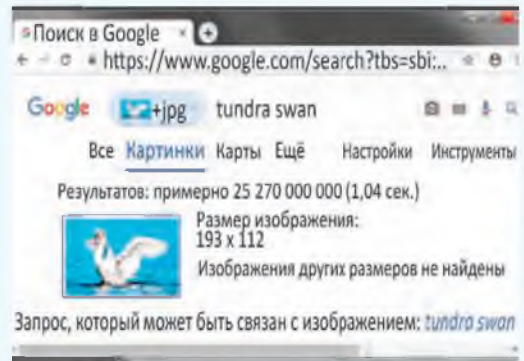 Поиск в Google
https://www.google.com/search?tbs=sbi:..
Google +jpg tundra swan
Все Картинки Карты Ещё Настройки Инструменты
Результатов: примерно 25 270 000 000 (1,04 сек.)
Размер изображения:
193 x 112
Изображения других размеров не найдены
Запрос, который может быть связан с изображением: tundra swan